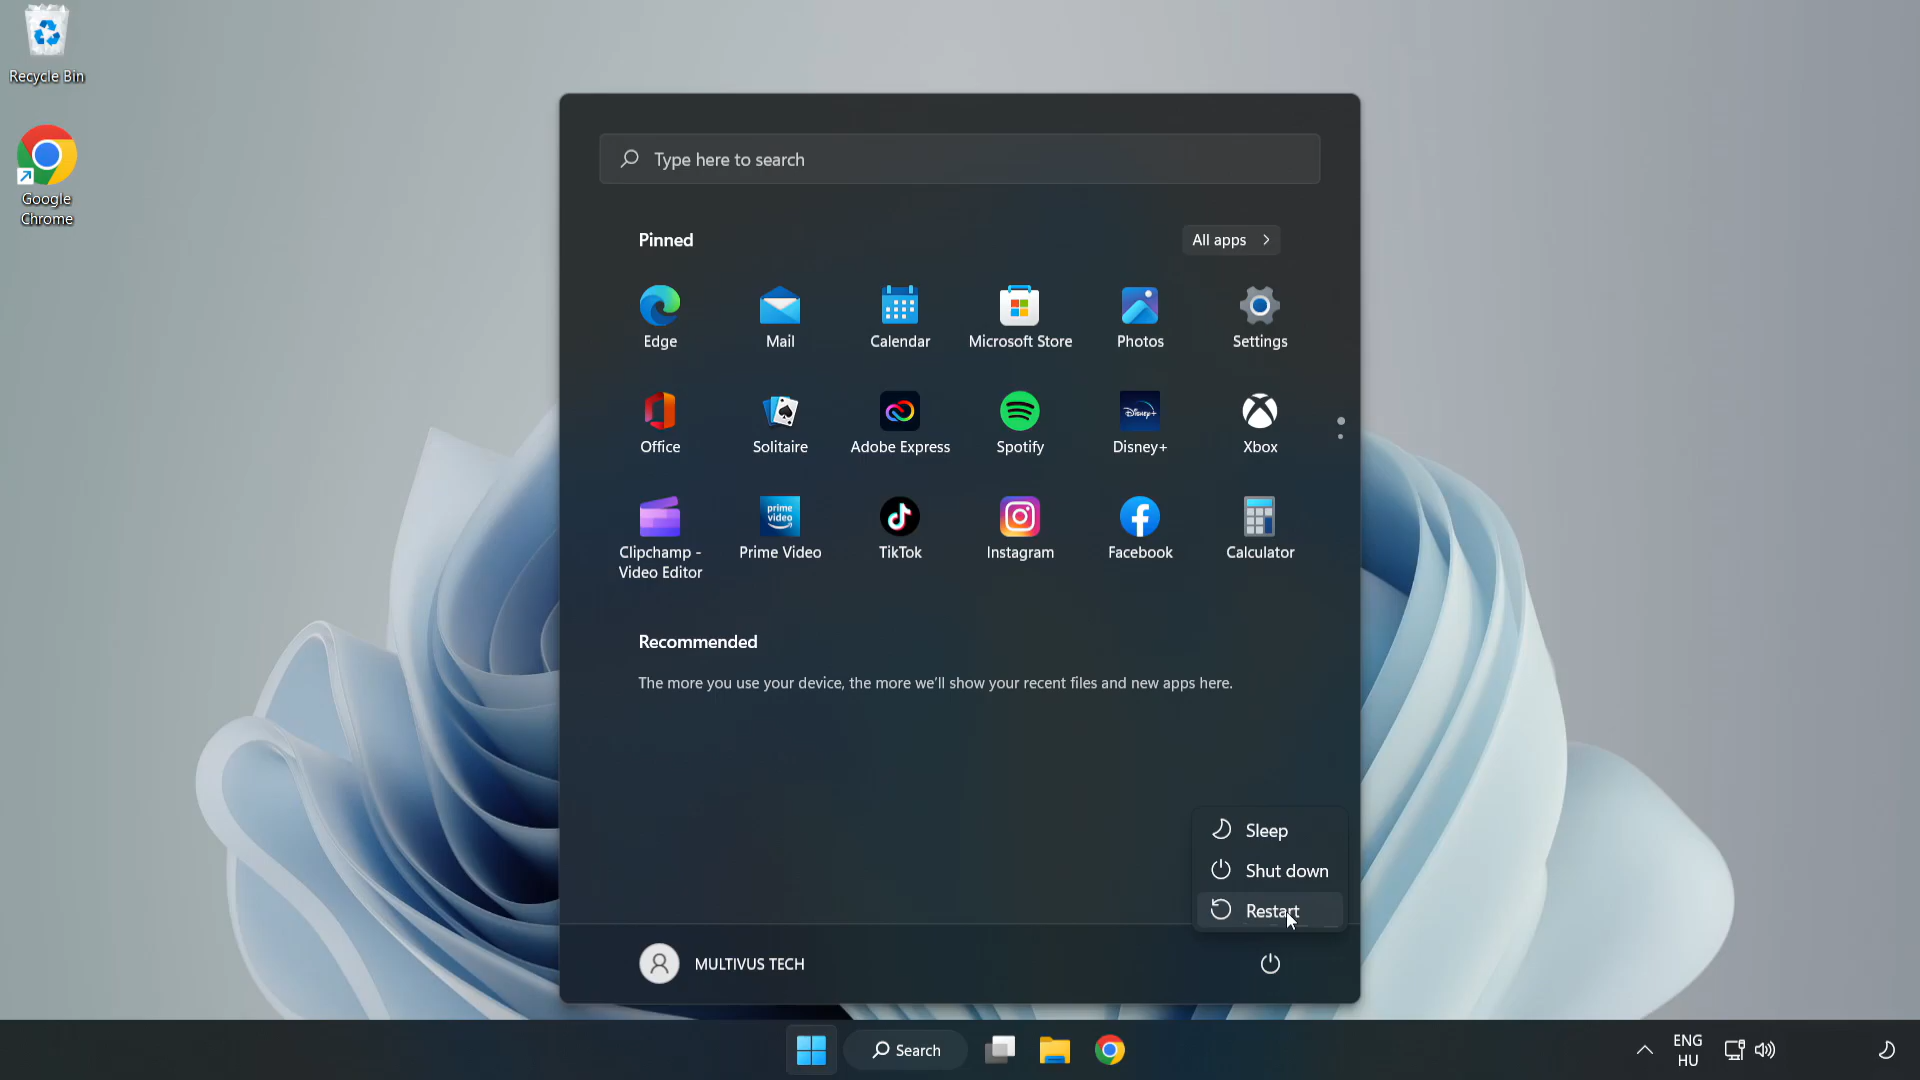 Recycle Bin
Google
Chrome
Type here to search
Pinned
All apps
Edge
Mail
Calendar
Microsoft Store
Photos
Settings
Office
Solitaire
Adobe Express
Spotify
Disney+
Disney+
Xbox
prime
video
Clipchamp -
Video Editor
Prime Video
TikTok
Instagram
Facebook
Calculator
Recommended
The more you use your device, the more we'll show your recent files and new apps here.
Sleep
Shut down
Restart
MULTIVUS TECH
Search
ENG
HU